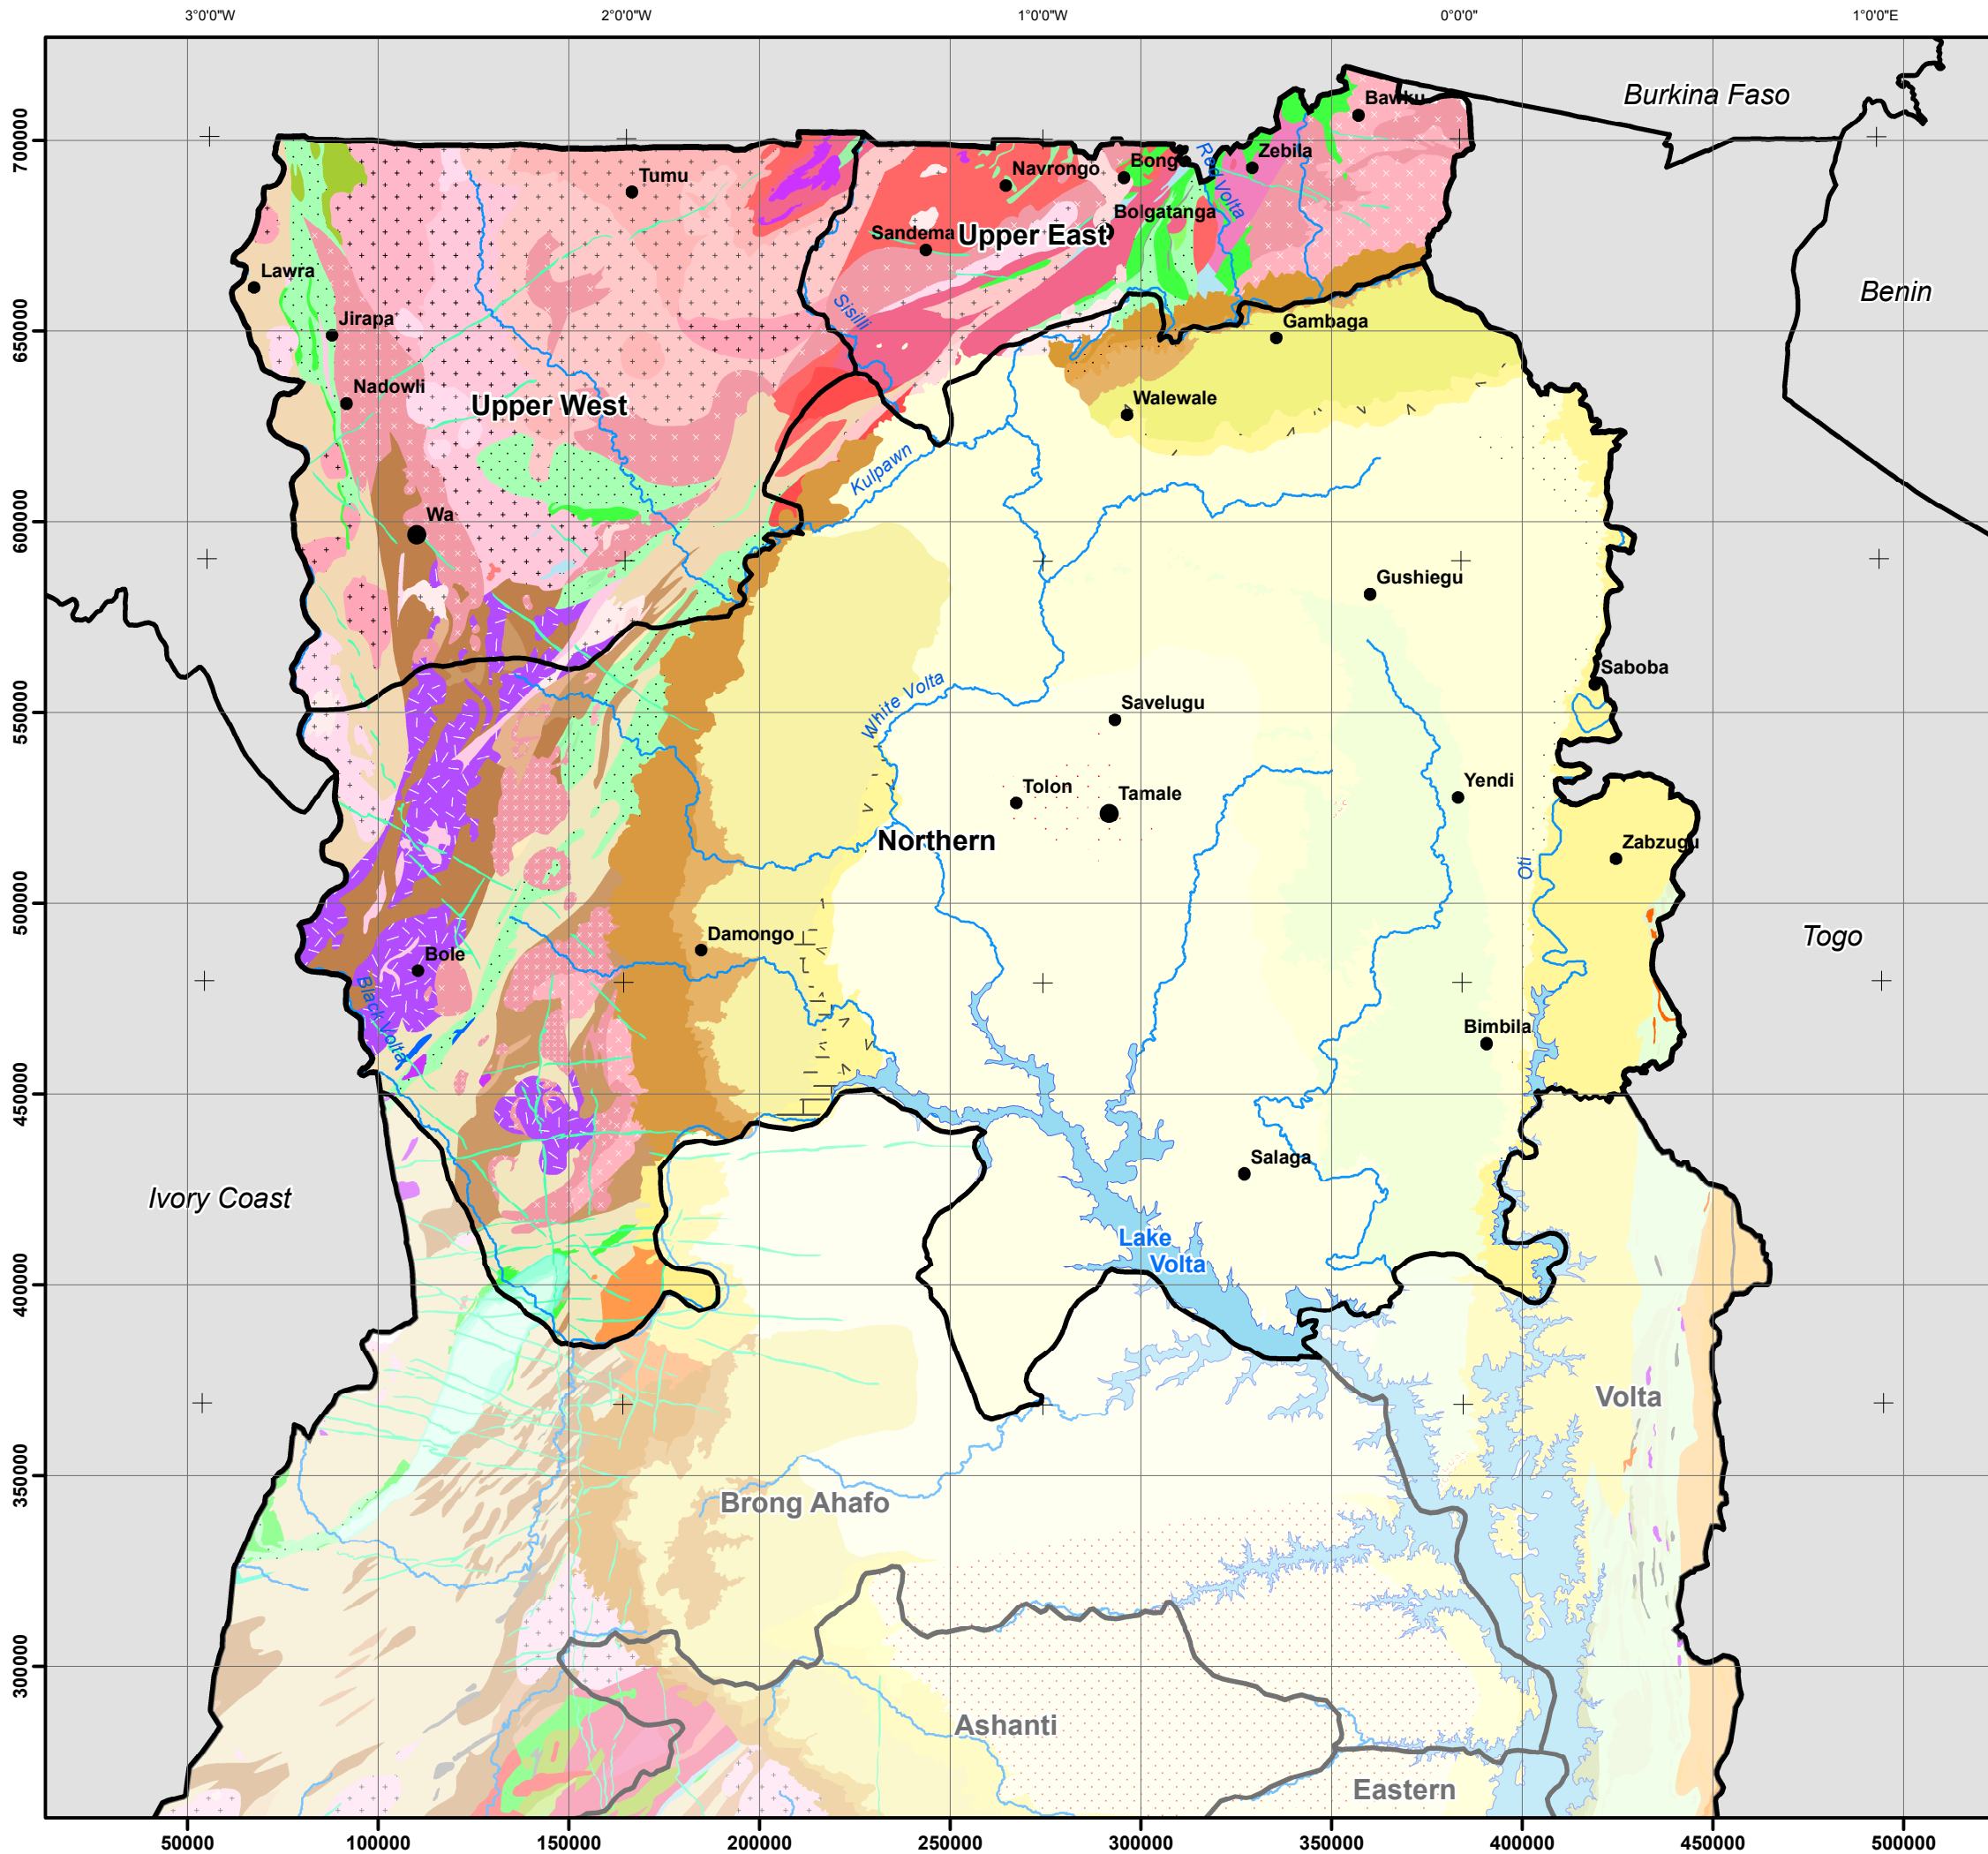 3°0'0"W
2°0'0"W
1°0'0"W
0°0'0"
1°0'0"E
Burkina Faso
Bawku
Bong
Zebila
Navrongo
Tumu
Red Volta
Bolgatanga
Sandema
Upper East
Lawra
Benin
Jirapa
Sisilli
Gambaga
Nadowli
Walewale
Upper West
Kulpawn
Wa
Gushiegu
Saboba
Savelugu
White Volta
Yendi
Tolon
Tamale
Northern
Zabzugu
Oti
Damongo
Togo
Bole
Black Volta
Bimbila
Salaga
Ivory Coast
Lake
Volta
Volta
Brong Ahafo
Ashanti
Eastern
700000
650000
600000
550000
500000
450000
400000
350000
300000
50000
100000
150000
200000
250000
300000
350000
400000
450000
500000